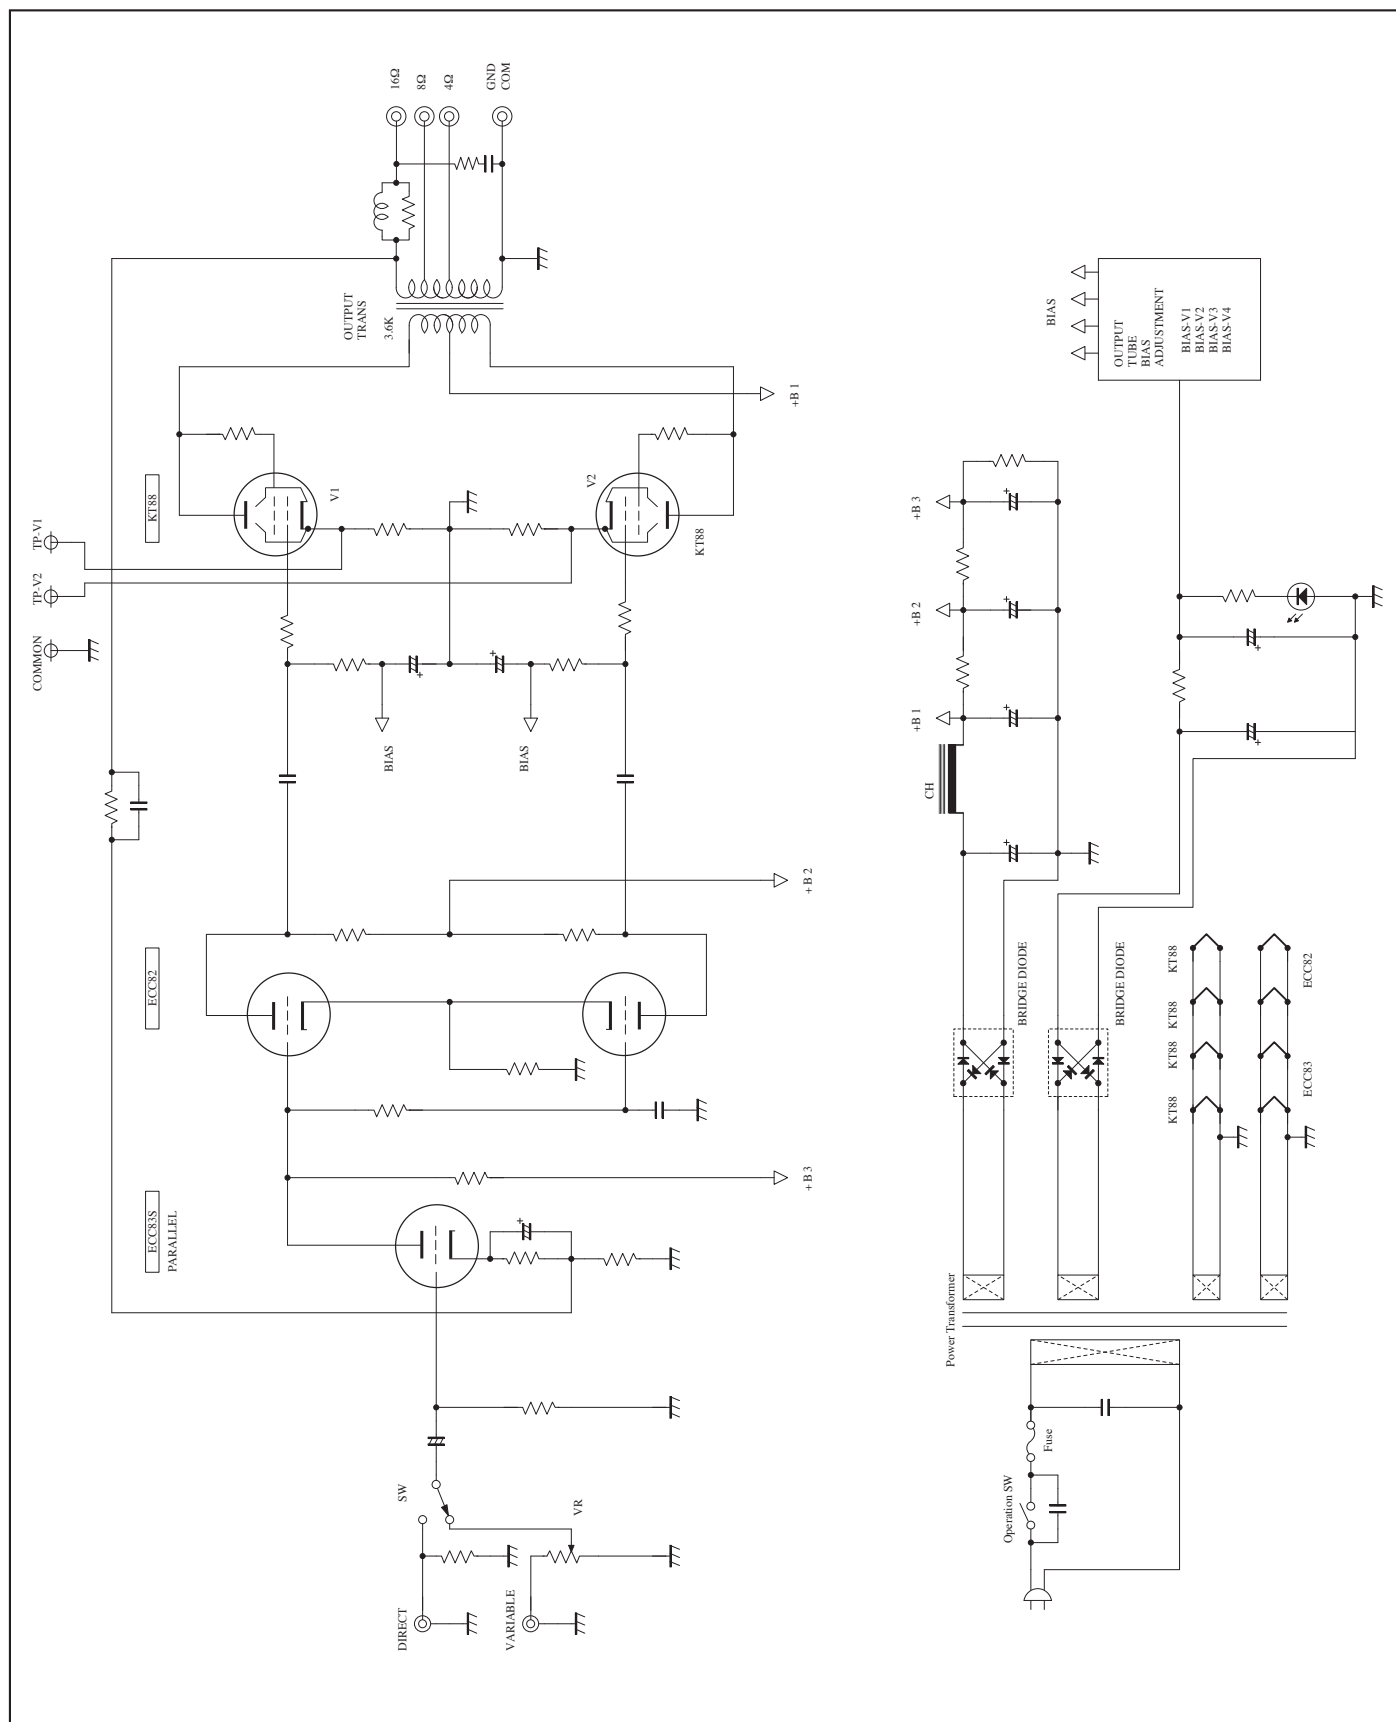 16Ω
8Ω
4Ω
GND
COM
OUTPUT
TRANS
3.6K
+B 1
KT88
V1
V2
KT88
TP-V1
TP-V2
COMMON
BIAS
BIAS
ECC82
+ B 2
ECC83S
PARALLEL
+ B 3
SW
VR
DIRECT
VARIABLE
BIAS
OUTPUT
TUBE
BIAS
ADJUSTMENT
BIAS-V1
BIAS-V2
BIAS-V3
BIAS-V4
+B 3
+B 2
+B 1
CH
BRIDGE DIODE
BRIDGE DIODE
KT88
KT88
KT88
KT88
ECC82
ECC83
Power Transformer
Fuse
Operation SW